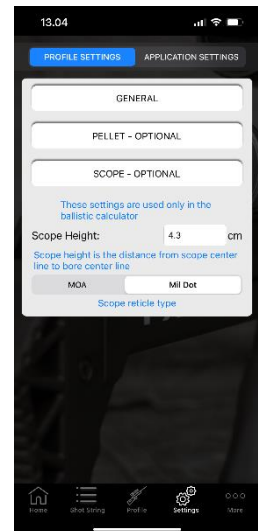 13.04
PROFILE SETTINGS APPLICATION SETTINGS
GENERAL
PELLET - OPTIONAL
SCOPE - OPTIONAL
These settings are used only in the
ballistic calculator
Scope Height: 4.3 cm
Scope height is the distance from scope center
line to bore center line
MOA Mil Dot
Scope reticle type
Home Shot String Profile Settings More